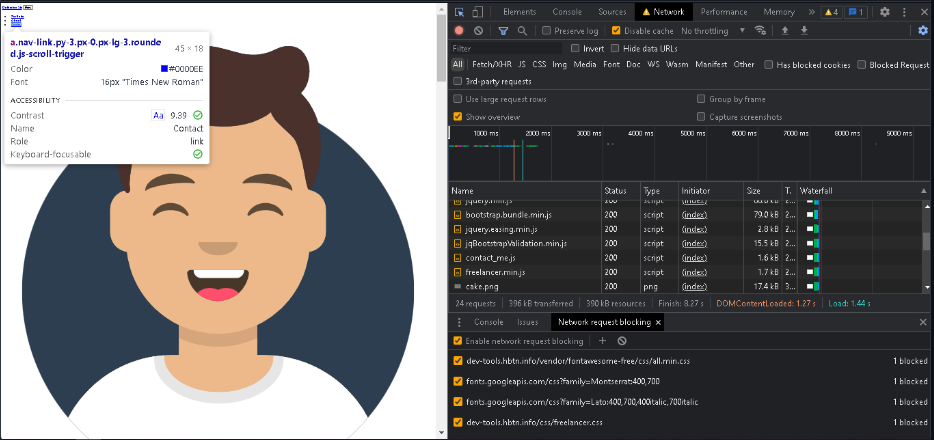 a.nav-link.py-3.px-0.px-lg-3.rounde
d.js-scroll-trigger
45 × 18
Color #0000EE
Font 16px "Times New Roman"
ACCESSIBILITY
Contrast Aa 9.39
Name Contact
Role link
Keyboard-focusable
Elements Console Sources Network Performance Memory » 4 1
Preserve log Disable cache No throttling
Filter Invert Hide data URLs
All Fetch/XHR JS CSS Img Media Font Doc WS Wasm Manifest Other Has blocked cookies Blocked Request
3rd-party requests
Use large request rows Group by frame
Show overview Capture screenshots
1000 ms 2000 ms 3000 ms 4000 ms 5000 ms 6000 ms 7000 ms 8000 ms 9000 ms
Name Status Type Initiator Size T. Waterfall
jquery.min.js 200 script (index) 2...
bootstrap.bundle.min.js 200 script (index) 79.0 kB 2...
jquery.easing.min.js 200 script (index) 2.8 kB 2...
jqBootstrapValidation.min.js 200 script (index) 15.5 kB 2...
contact_me.js 200 script (index) 1.6 kB 2...
freelancer.min.js 200 script (index) 1.7 kB 2...
cake.png 200 png (index) 17.4 kB 3...
24 requests 396 kB transferred 390 kB resources Finish: 8.27 s DOMContentLoaded: 1.27 s Load: 1.44 s
Console Issues Network request blocking ×
Enable network request blocking
dev-tools.hbtn.info/vendor/fontawesome-free/css/all.min.css 1 blocked
fonts.googleapis.com/css?family=Montserrat:400,700 1 blocked
fonts.googleapis.com/css?family=Lato:400,700,400italic,700italic 1 blocked
dev-tools.hbtn.info/css/freelancer.css 1 blocked